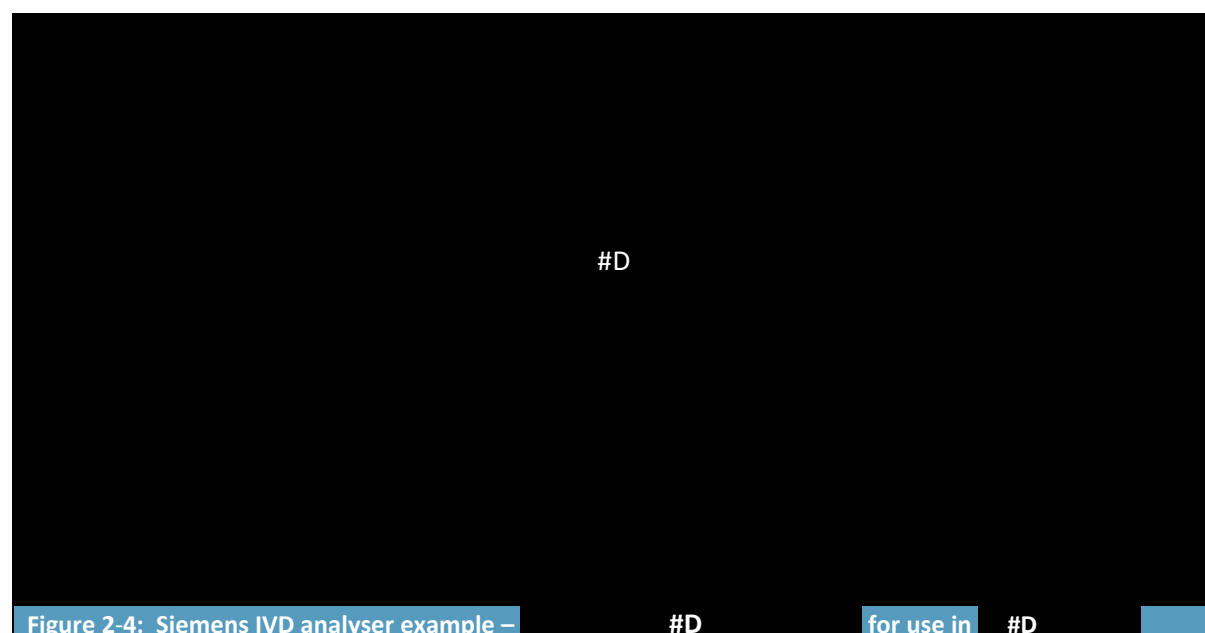 #D
Figure 2-4: Siemens IVD analyser example – #D for use in #D